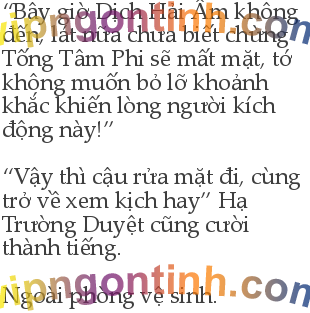 “Bây giờ Dịch Hải Âm không
đến, lát nữa chưa biết chừng
Tống Tâm Phi sẽ mất mặt, tớ
không muốn bỏ lỡ khoảnh
khắc khiến lòng người kích
động này!”
“Vậy thì cậu rửa mặt đi, cùng
trở về xem kịch hay” Hạ
Trường Duyệt cũng cười
thành tiếng.
vipngontinh.com
Ngoài phòng vệ sinh.